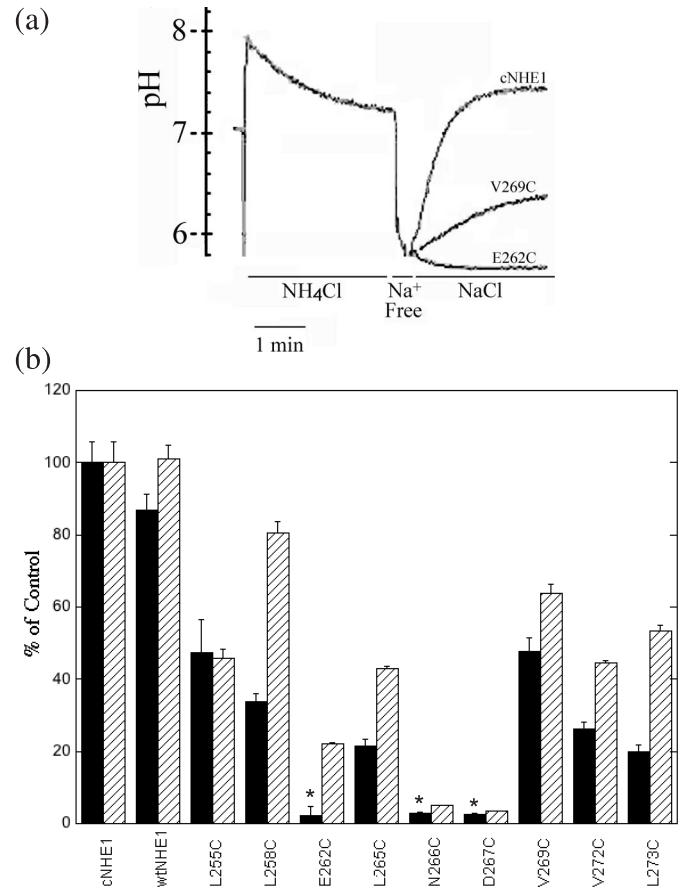 (a)
8
7
6
pH
cNHE1
V269C
E262C
NH4Cl
Na+
Free
NaCl
1 min
(b)
120
100
80
60
40
20
0
% of Control
*
*
*
cNHE1
wtNHE1
L255C
L258C
E262C
L265C
N266C
D267C
V269C
V272C
L273C